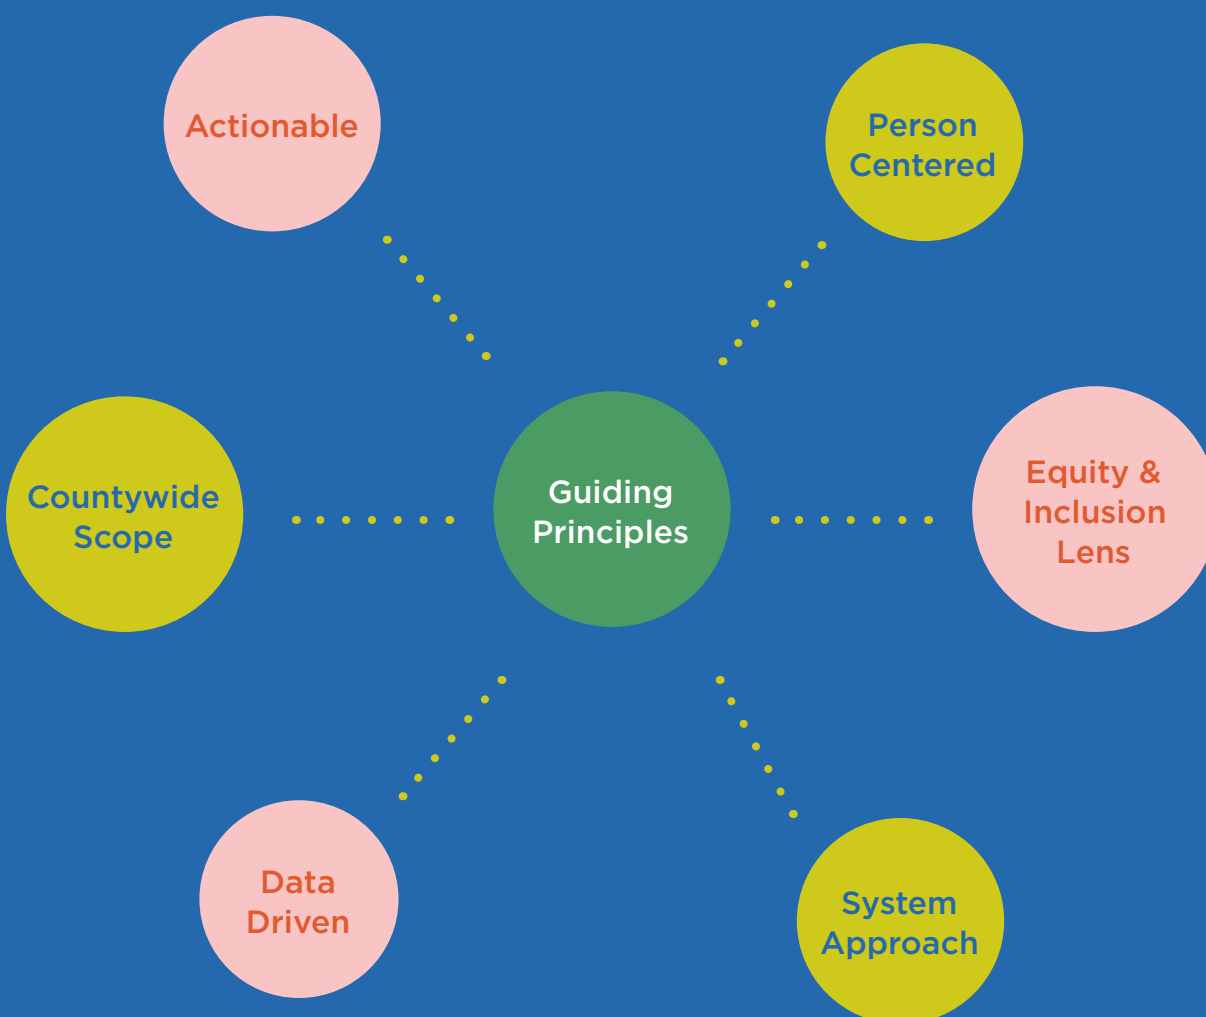 Actionable
Person
Centered
Countywide
Scope
Guiding
Principles
Equity &
Inclusion
Lens
Data
Driven
System
Approach